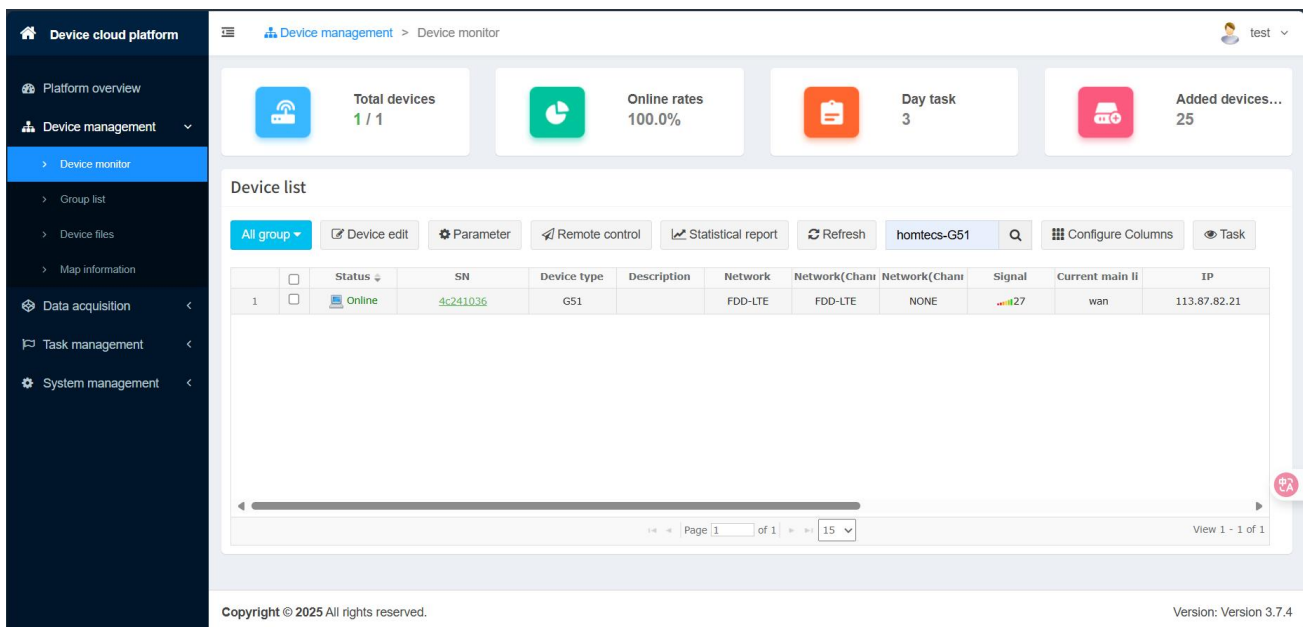 Device cloud platform
Device management > Device monitor
test
Platform overview
Device management
Device monitor
Group list
Device files
Map information
Data acquisition
Task management
System management
Total devices
1 / 1
Online rates
100.0%
Day task
3
Added devices...
25
Device list
All group Device edit Parameter Remote control Statistical report Refresh homtecs-G51 Configure Columns Task
Status SN Device type Description Network Network(Chann Network(Chann Signal Current main li IP
1 Online 4c241036 G51 FDD-LTE FDD-LTE NONE 27 wan 113.87.82.21
Page 1 of 1 15 View 1 - 1 of 1
Copyright © 2025 All rights reserved. Version: Version 3.7.4